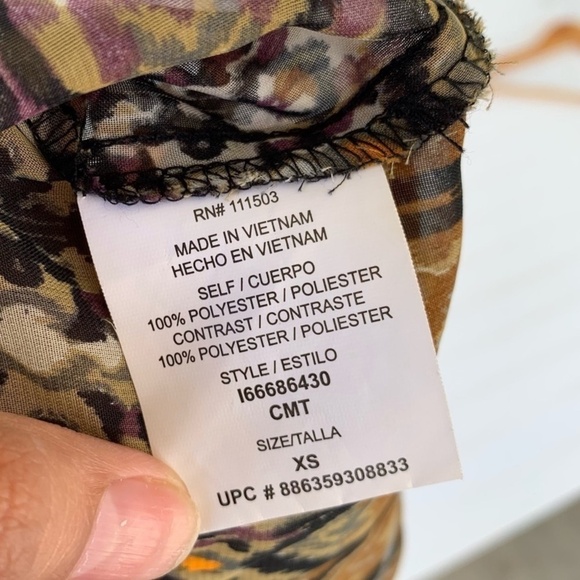 RN# 111503
MADE IN VIETNAM
HECHO EN VIETNAM
SELF / CUERPO
100% POLYESTER / POLIESTER
CONTRAST / CONTRASTE
100% POLYESTER / POLIESTER
STYLE / ESTILO
I66686430
CMT
SIZE/TALLA
XS
UPC # 886359308833